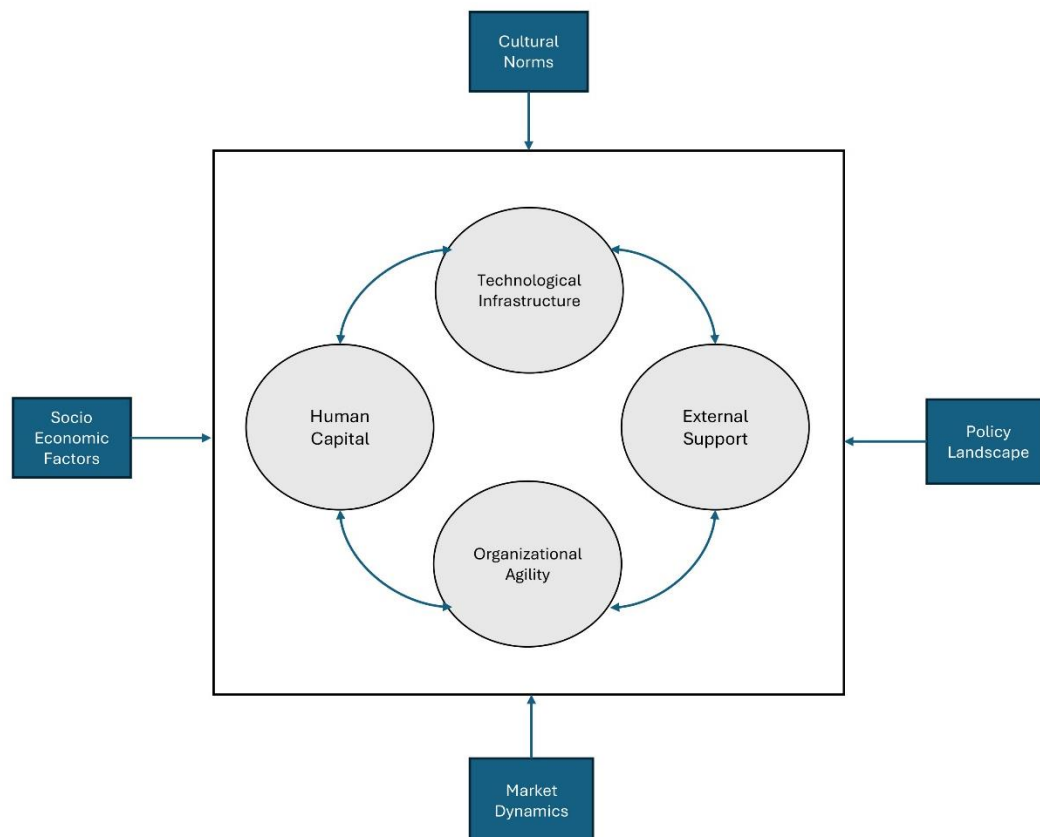 Cultural
Norms
Technological
Infrastructure
Human
Capital
External
Support
Socio
Economic
Factors
Policy
Landscape
Organizational
Agility
Market
Dynamics